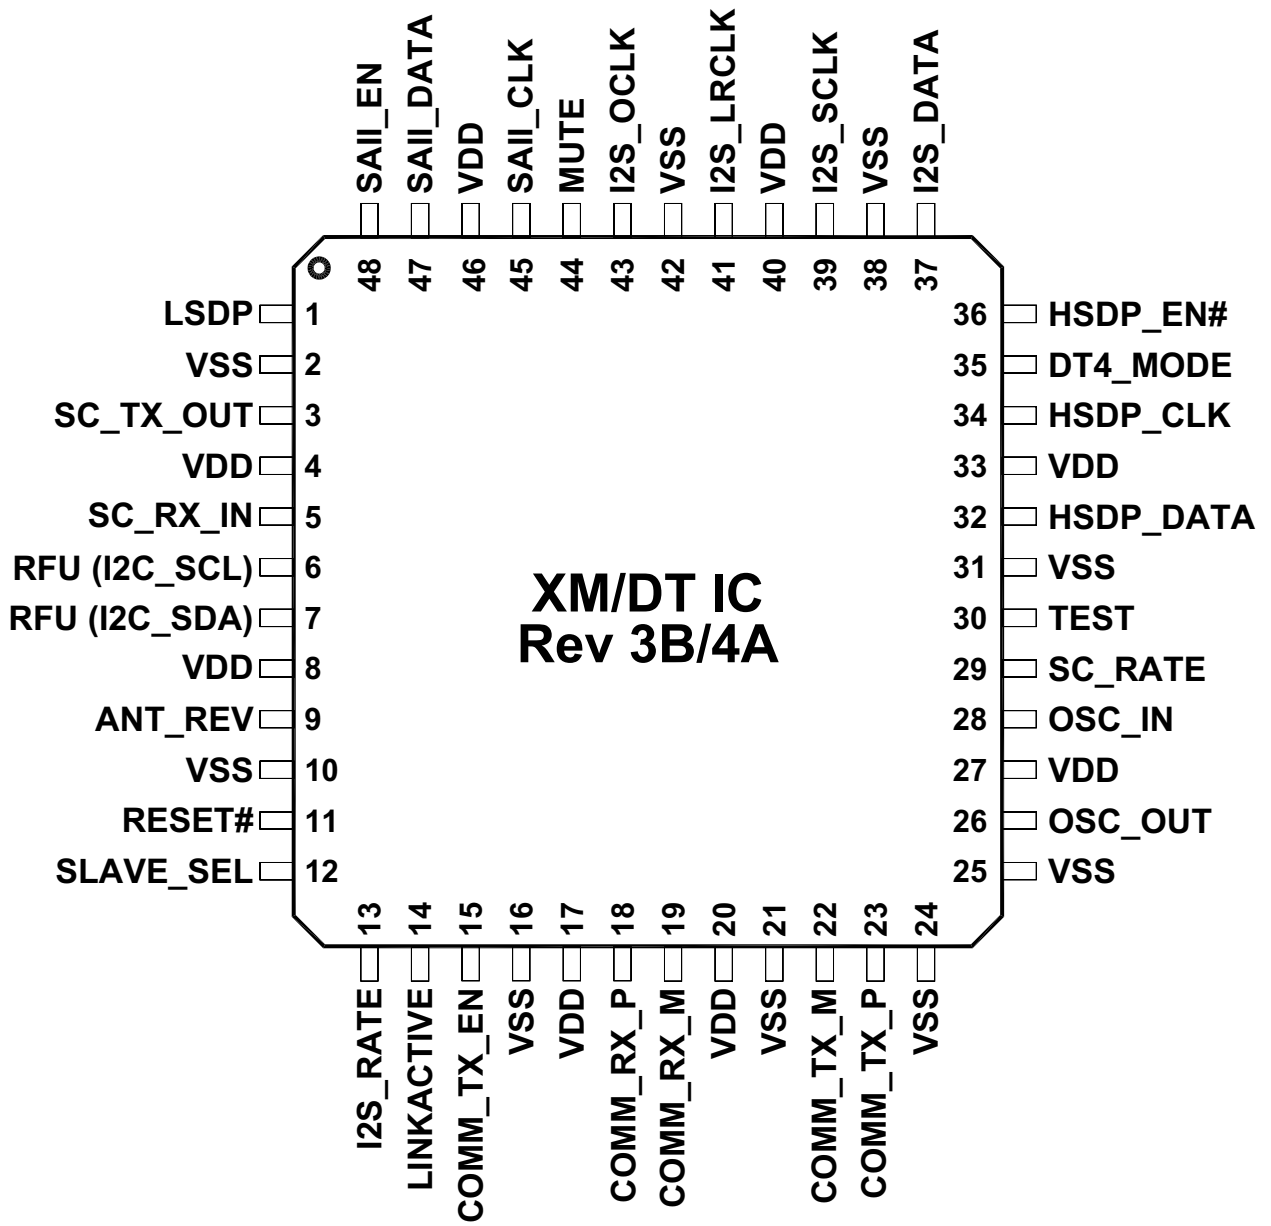 SAII_EN
SAII_DATA
VDD
SAII_CLK
MUTE
I2S_OCLK
VSS
I2S_LRCLK
VDD
I2S_SCLK
VSS
I2S_DATA
48
47
46
45
44
43
42
41
40
39
38
37
LSDP 1
VSS 2
SC_TX_OUT 3
VDD 4
SC_RX_IN 5
RFU (I2C_SCL) 6
RFU (I2C_SDA) 7
VDD 8
ANT_REV 9
VSS 10
RESET# 11
SLAVE_SEL 12
XM/DT IC
Rev 3B/4A
36 HSDP_EN#
35 DT4_MODE
34 HSDP_CLK
33 VDD
32 HSDP_DATA
31 VSS
30 TEST
29 SC_RATE
28 OSC_IN
27 VDD
26 OSC_OUT
25 VSS
13
14
15
16
17
18
19
20
21
22
23
24
I2S_RATE
LINKACTIVE
COMM_TX_EN
VSS
VDD
COMM_RX_P
COMM_RX_M
VDD
VSS
COMM_TX_M
COMM_TX_P
VSS